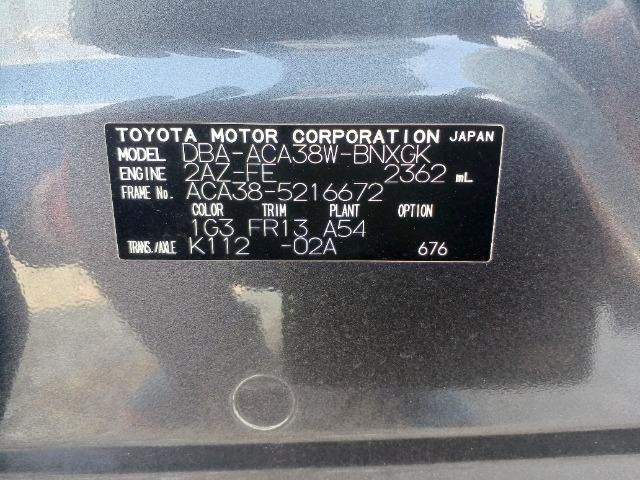 TOYOTA MOTOR CORPORATION JAPAN
MODEL DBA-ACA38W-BNXGK
ENGINE 2AZ-FE 2362 mL
FRAME No. ACA38-5216672
COLOR TRIM PLANT OPTION
1G3 FR13 A54
TRANS./AXLE K112 -02A 676